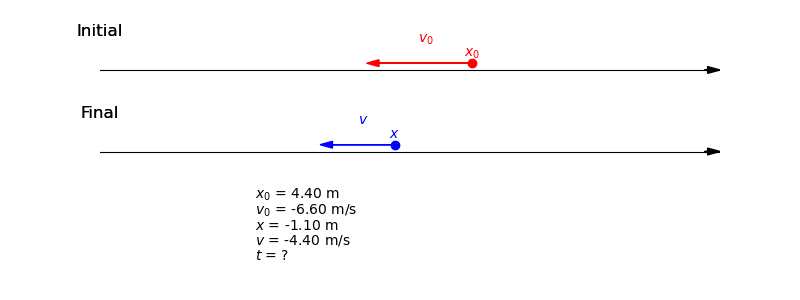 Initial
v₀
x₀
Final
v
x
x₀ = 4.40 m
v₀ = -6.60 m/s
x = -1.10 m
v = -4.40 m/s
t = ?